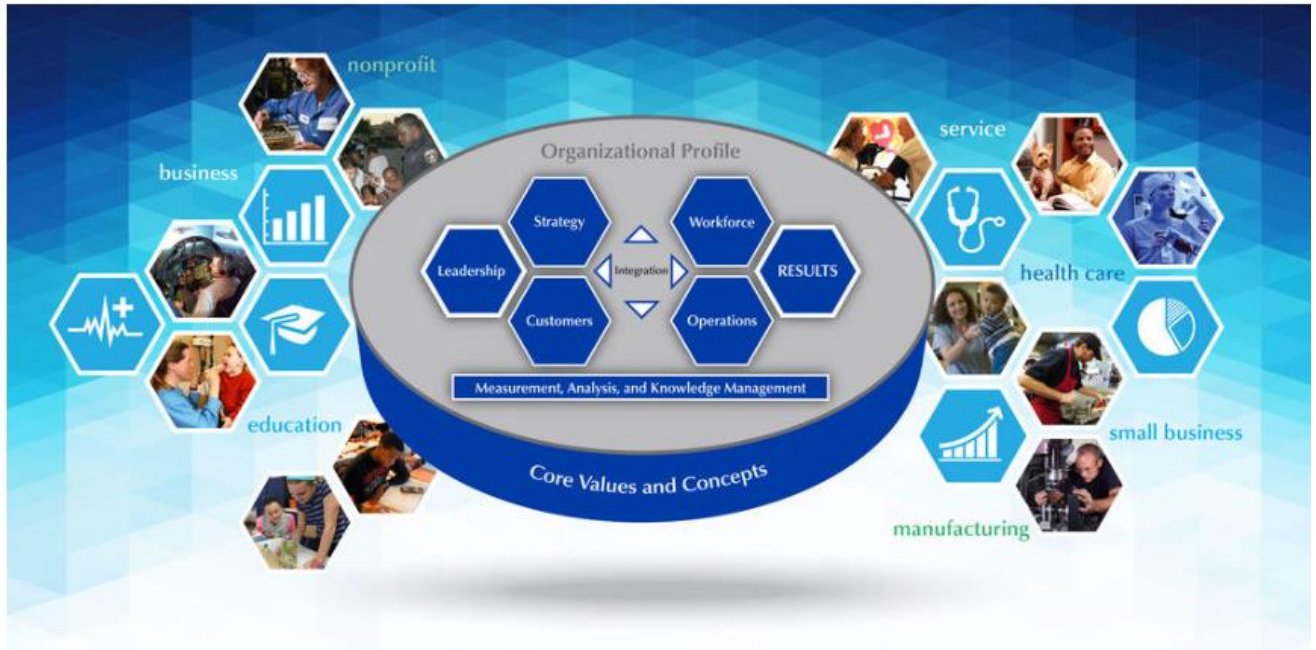 nonprofit
business
education
Organizational Profile
Strategy
Workforce
Leadership
Integration
RESULTS
Customers
Operations
Measurement, Analysis, and Knowledge Management
Core Values and Concepts
service
health care
small business
manufacturing